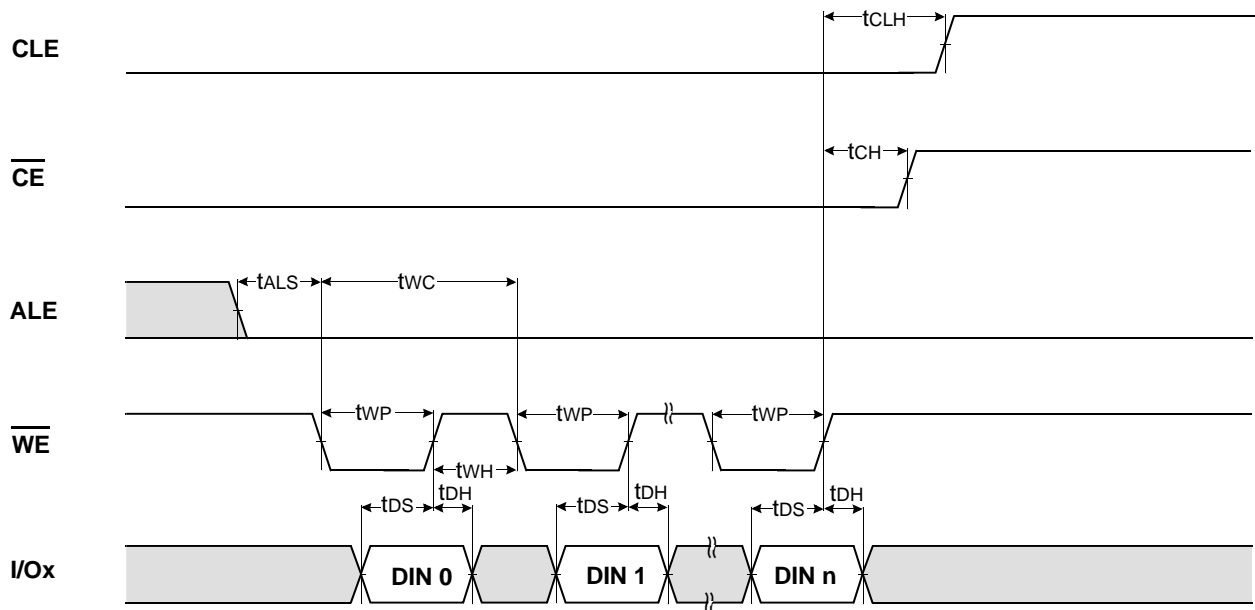 tCLH
CLE
tCH
CE
tALS
tWC
ALE
tWP
tWP
tWP
WE
tWH
tDH
tDS
tDH
tDS
tDH
tDS
I/Ox
DIN 0
DIN 1
DIN n